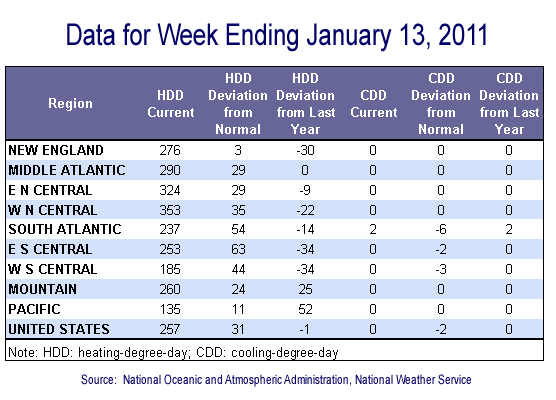 Data for Week Ending January 13, 2011
Region HDD Current HDD Deviation from Normal HDD Deviation from Last Year CDD Current CDD Deviation from Normal CDD Deviation from Last Year
NEW ENGLAND 276 3 -30 0 0 0
MIDDLE ATLANTIC 290 29 0 0 0 0
E N CENTRAL 324 29 -9 0 0 0
W N CENTRAL 353 35 -22 0 0 0
SOUTH ATLANTIC 237 54 -14 2 -6 2
E S CENTRAL 253 63 -34 0 -2 0
W S CENTRAL 185 44 -34 0 -3 0
MOUNTAIN 260 24 25 0 0 0
PACIFIC 135 11 52 0 0 0
UNITED STATES 257 31 -1 0 -2 0
Note: HDD: heating-degree-day; CDD: cooling-degree-day
Source: National Oceanic and Atmospheric Administration, National Weather Service